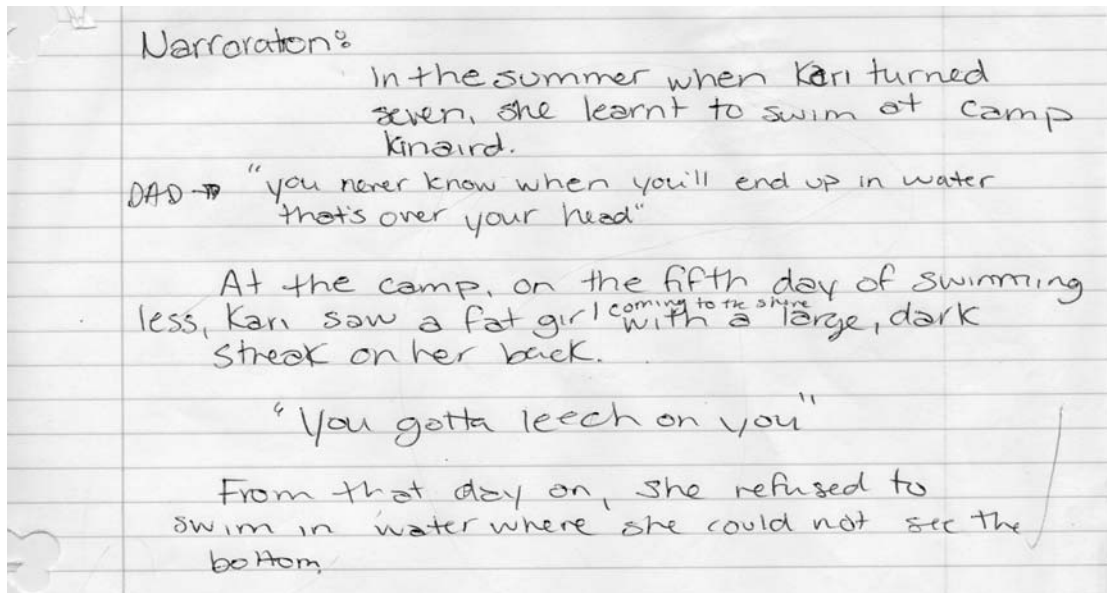 Narroraton:
In the summer when Kari turned
seven, she learnt to swim at camp
Kinaird.
DAD → "you never know when you'll end up in water
that's over your head"
At the camp, on the fifth day of swimming
less, Kari saw a fat girl coming to the shore with a large, dark
streak on her back.
"You gotta leech on you"
From that day on, she refused to
swim in water where she could not see the
bottom.